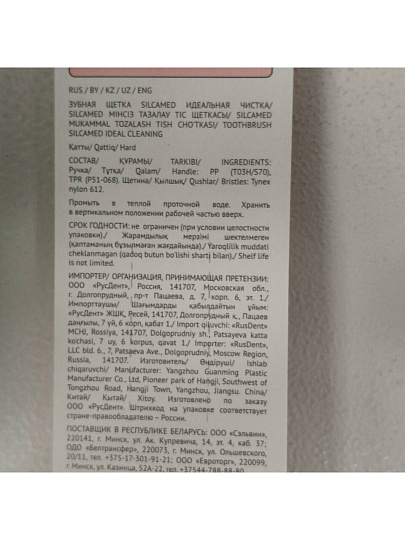 RUS / BY / KZ / UZ / ENG
ЗУБНАЯ ЩЕТКА SILCAMED ИДЕАЛЬНАЯ ЧИСТКА/
SILCAMED МІНСІЗ ТАЗАЛАУ ТІС ЩЕТКАСЫ/ SILCAMED
MUKAMMAL TOZALASH TISH CHO'TKASI/ TOOTHBRUSH
SILCAMED IDEAL CLEANING
Қатты/ Qattiq/ Hard
СОСТАВ/ ҚҰРАМЫ/ TARKIBI/ INGREDIENTS:
Ручка/ Тұтқа/ Qalam/ Handle: PP (T03H/S70),
TPR (P51-068). Щетина/ Қылшық/ Qushlar/ Bristles: Tynex
nylon 612.
Промыть в теплой проточной воде. Хранить
в вертикальном положении рабочей частью вверх.
СРОК ГОДНОСТИ: не ограничен (при условии целостности
упаковки)./ Жарамдылық мерзімі шектелмеген
(қаптаманың бұзылмаған жағдайында)./ Yaroqlilik muddati
cheklanmagan (qadoq butun bo'lishi sharti bilan)./ Shelf life
is not limited.
ИМПОРТЕР/ ОРГАНИЗАЦИЯ, ПРИНИМАЮЩАЯ ПРЕТЕНЗИИ:
ООО «РусДент», Россия, 141707, Московская обл.,
г. Долгопрудный, пр-т Пацаева, д. 7, корп. 6, эт. 1./
Импорттаушы/ Шағымдарды қабылдайтын ұйым:
«РусДент» ЖШҚ, Ресей, 141707, Долгопрудный қ., Пацаев
даңғылы, 7 үй, 6 корп, қабат 1./ Import qiluvchi: «RusDent»
MCHJ, Rossiya, 141707, Dolgoprudniy sh., Patsayeva katta
ko'chasi, 7 uy, 6 korpus, qavat 1./ Importer: «RusDent»,
LLC bld. 6., 7, Patsaeva Ave., Dolgoprudny, Moscow Region,
Russia, 141707. Изготовитель/ Өндіруші/ Ishlab
chiqaruvchi/ Manufacturer: Yangzhou Guanming Plastic
Manufacturer Co., Ltd, Pioneer park of Hangji, Southwest of
Tongzhou Road, Hangji Town, Yangzhou, Jiangsu. China/
Китай/ Кытай/ Xitoy. Изготовлено по заказу
ООО «РусДент». Штрихкод на упаковке соответствует
стране-правообладателю – России.
ПОСТАВЩИК В РЕСПУБЛИКЕ БЕЛАРУСЬ: ООО «Сэльвин»,
220141, г. Минск, ул. Ак. Купревича, 14, эт. 4, каб. 37;
ОДО «Белтрансфер», 220073, г. Минск, ул. Ольшевского,
20/11, тел. +375-17-301-91-21; ООО «Евроторг», 220099,
г. Минск, ул. Казинца, 52А-22, тел. +37544-788-88-80